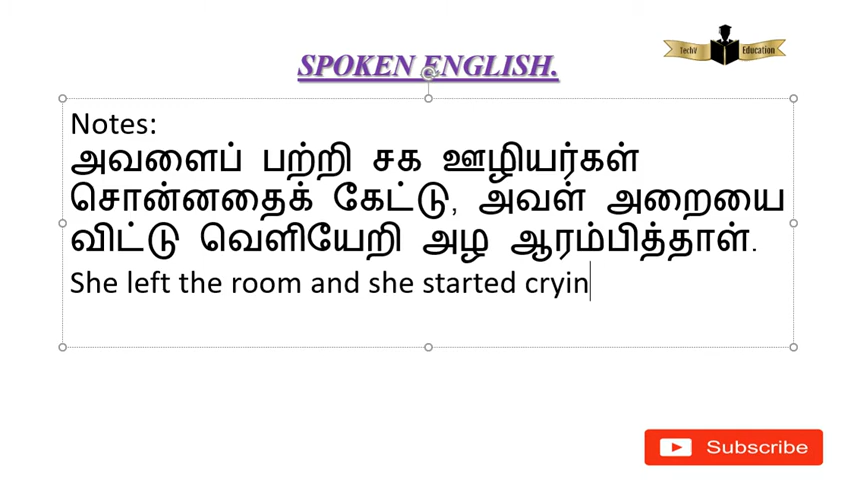 TechV Education
SPOKEN ENGLISH.
Notes:
அவளைப் பற்றி சக ஊழியர்கள்
சொன்னதைக் கேட்டு, அவள் அறையை
விட்டு வெளியேறி அழ ஆரம்பித்தாள்.
She left the room and she started cryin
Subscribe